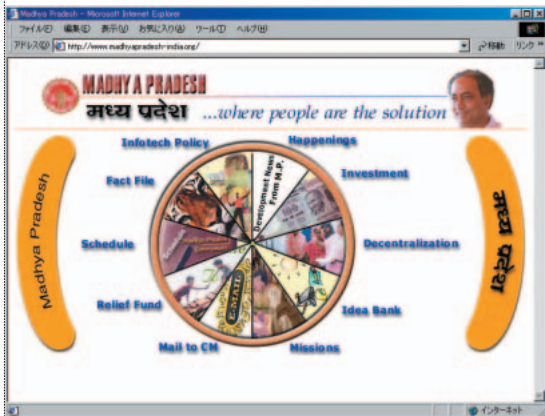 Madhya Pradesh - Microsoft Internet Explorer
ファイル(F) 編集(E) 表示(V) お気に入り(A) ツール(T) ヘルプ(H)
アドレス(D) http://www.madhyapradesh-india.org/ 移動 リンク »
MADHYA PRADESH
मध्य प्रदेश ...where people are the solution
Infotech Policy Happenings
Fact File Development News From M.P. Investment
Madhya Pradesh
मध्य प्रदेश
Schedule Decentralization
Relief Fund E-MAIL Idea Bank
Mail to CM Missions
インターネット